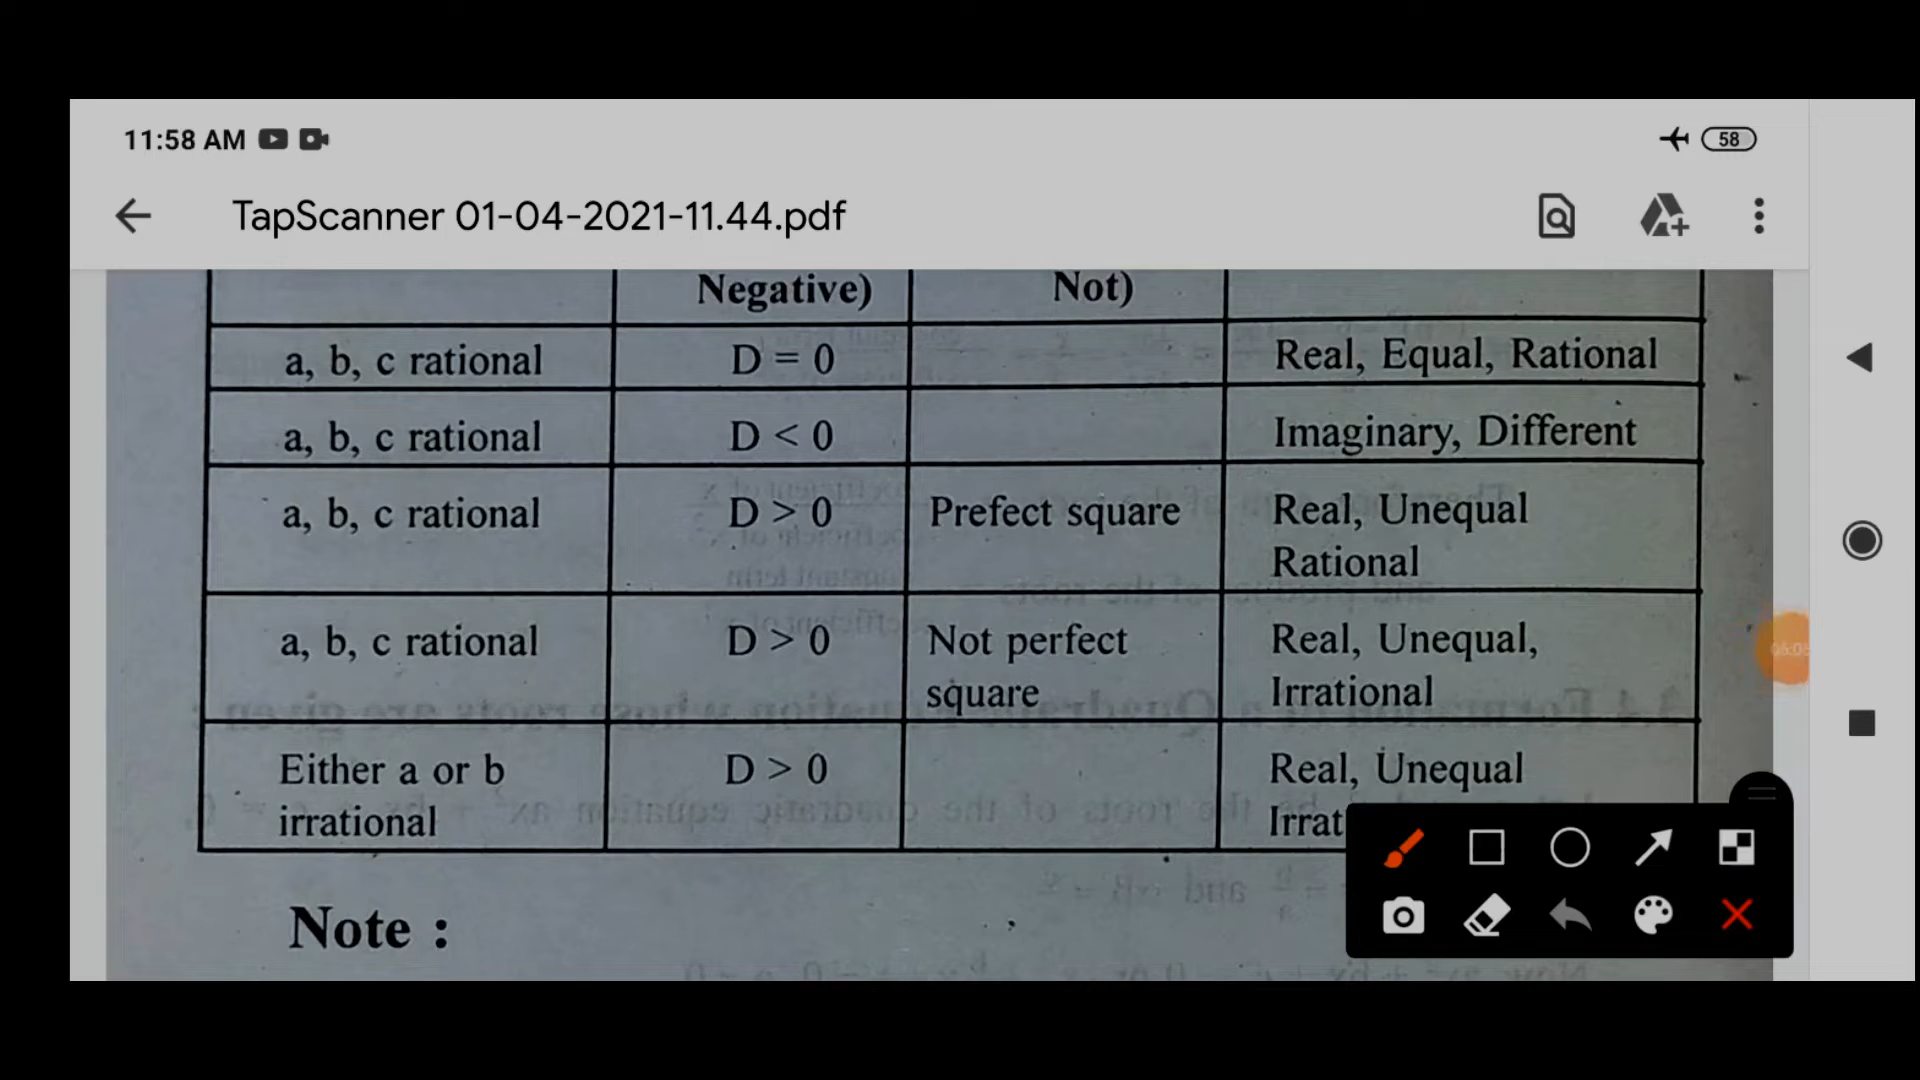 11:58 AM
58
TapScanner 01-04-2021-11.44.pdf
Negative) Not)
a, b, c rational D = 0 Real, Equal, Rational
a, b, c rational D < 0 Imaginary, Different
a, b, c rational D > 0 Prefect square Real, Unequal
Rational
a, b, c rational D > 0 Not perfect Real, Unequal,
square Irrational
Either a or b D > 0 Real, Unequal
irrational Irrat
Note :